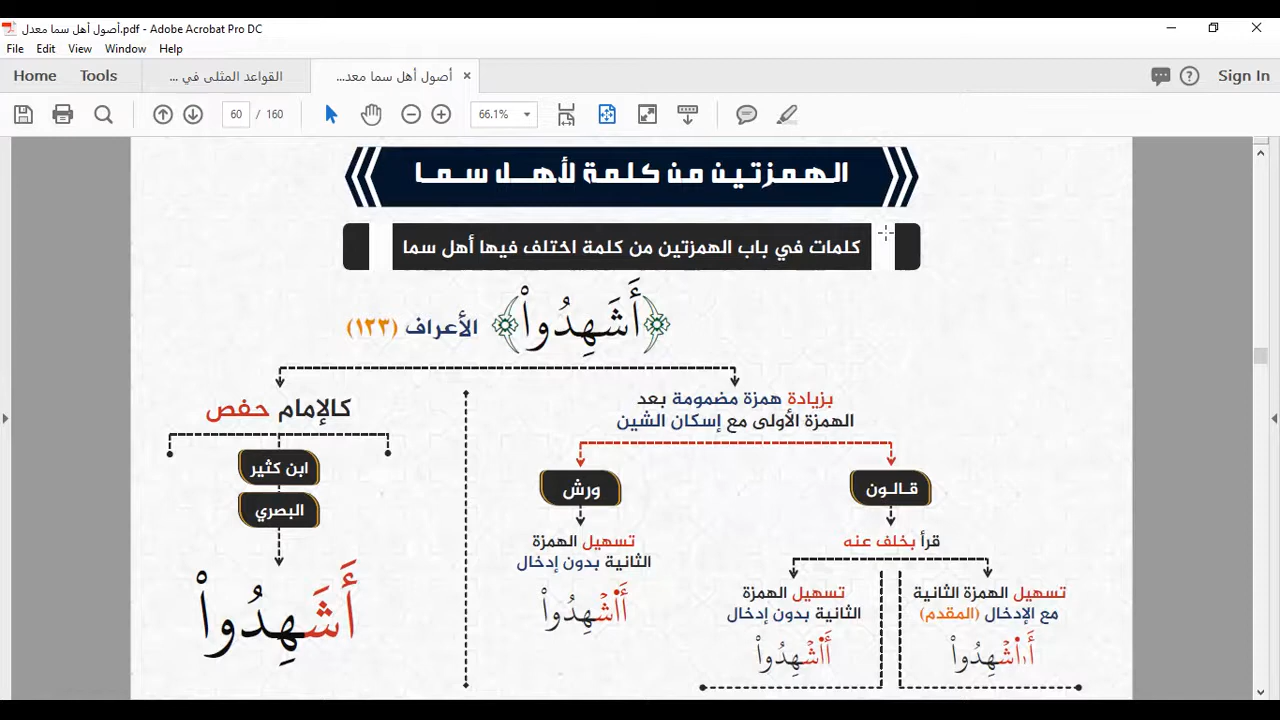 أصول أهل سما معدل.pdf - Adobe Acrobat Pro DC
File Edit View Window Help
Home Tools القواعد المثلى في ... أصول أهل سما معد... × Sign In
60 / 160 66.1%
الهمزتين من كلمة لأهل سما
كلمات في باب الهمزتين من كلمة اختلف فيها أهل سما
﴿أَشَهِدُواْ﴾ الأعراف (١٢٣)
بزيادة همزة مضمومة بعد
الهمزة الأولى مع إسكان الشين
كالإمام حفص
قالون
ورش
ابن كثير
البصري
قرأ بخلف عنه
تسهيل الهمزة
الثانية بدون إدخال
تسهيل الهمزة الثانية
مع الإدخال (المقدم)
تسهيل الهمزة
الثانية بدون إدخال
أَشَهِدُواْ